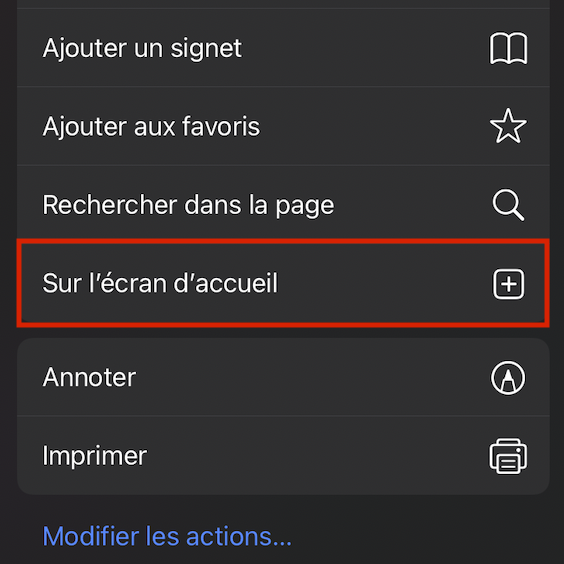 Ajouter un signet
Ajouter aux favoris
Rechercher dans la page
Sur l’écran d’accueil
Annoter
Imprimer
Modifier les actions...